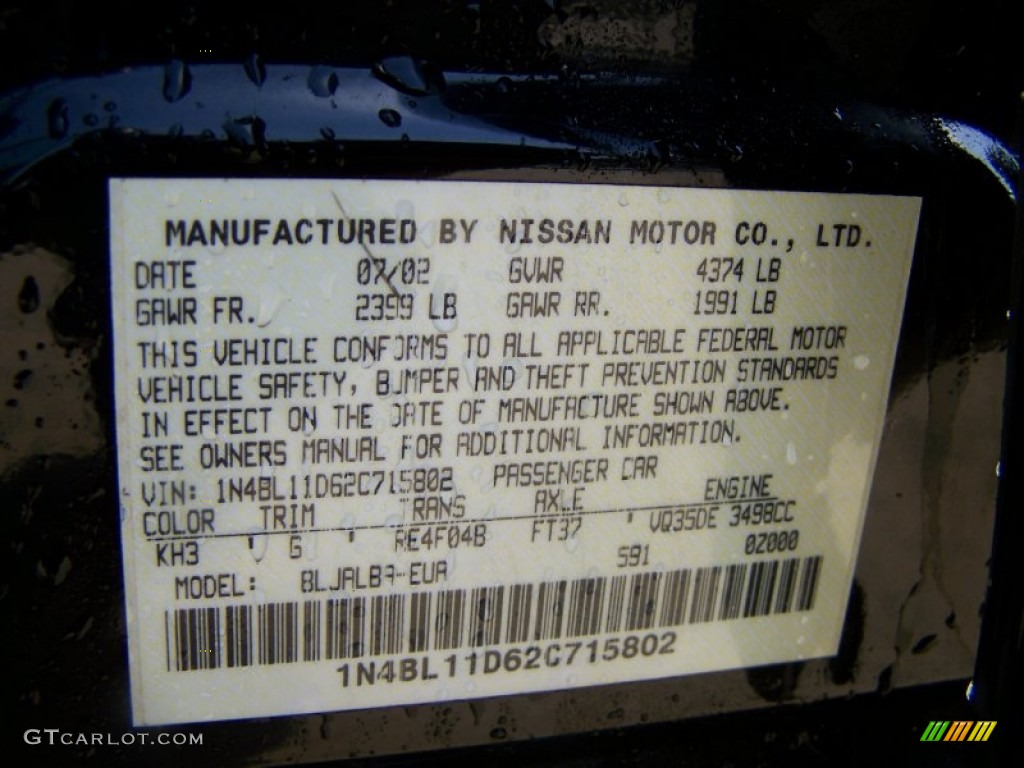 MANUFACTURED BY NISSAN MOTOR CO., LTD.
DATE 07/02 GVWR 4374 LB
GAWR FR. 2399 LB GAWR RR. 1991 LB
THIS VEHICLE CONFORMS TO ALL APPLICABLE FEDERAL MOTOR
VEHICLE SAFETY, BUMPER AND THEFT PREVENTION STANDARDS
IN EFFECT ON THE DATE OF MANUFACTURE SHOWN ABOVE.
SEE OWNERS MANUAL FOR ADDITIONAL INFORMATION.
VIN: 1N4BL11D62C715802 PASSENGER CAR
COLOR TRIM TRANS AXLE ENGINE
KH3 ' G ' RE4F04B FT37 ' VQ35DE 3498CC
MODEL: BLJALBA-EUA S91 0Z000
1N4BL11D62C715802
GTCARLOT.COM